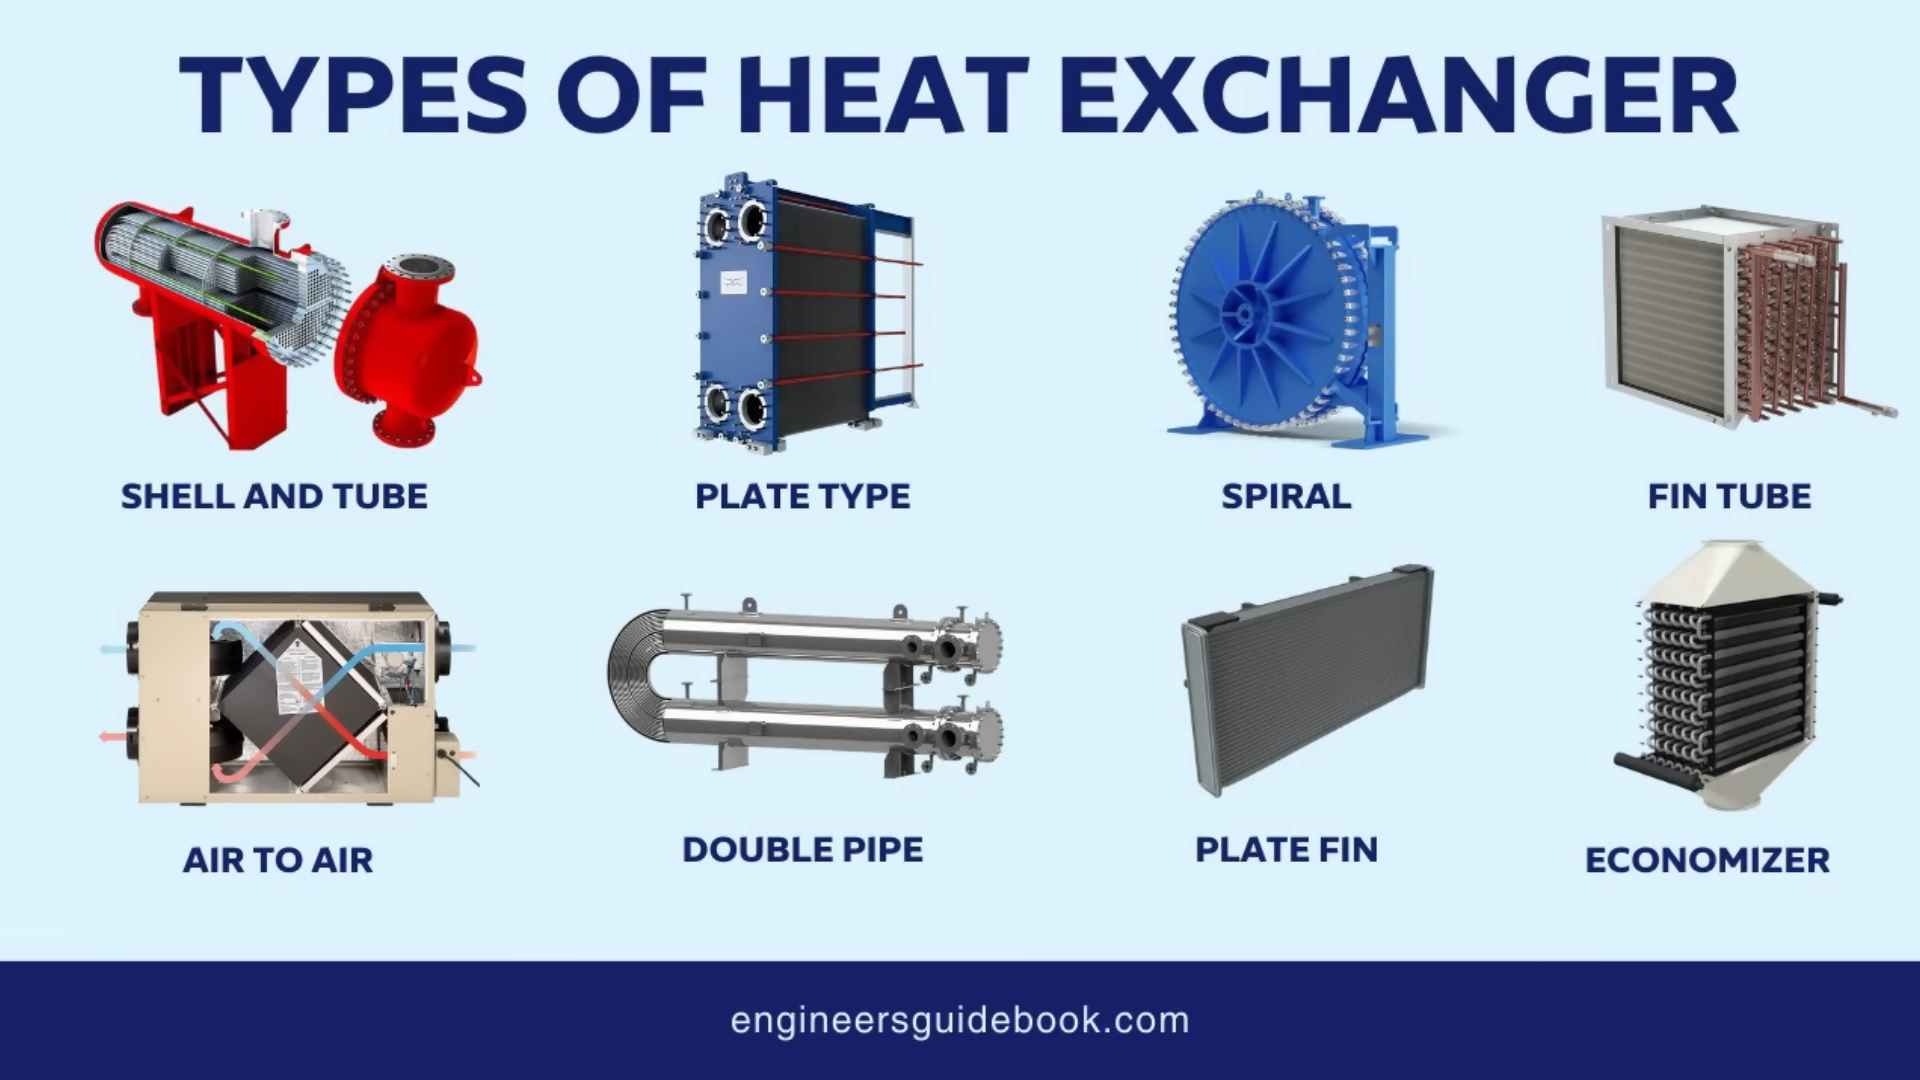 TYPES OF HEAT EXCHANGER
SHELL AND TUBE
PLATE TYPE
SPIRAL
FIN TUBE
AIR TO AIR
DOUBLE PIPE
PLATE FIN
ECONOMIZER
engineersguidebook.com